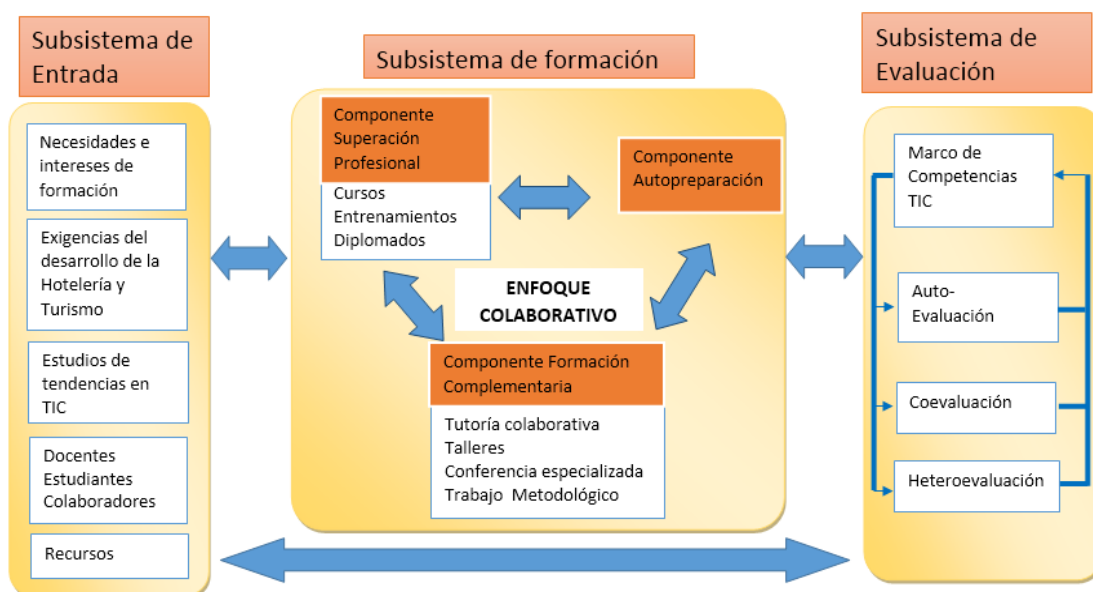 Subsistema de
Entrada
Necesidades e
intereses de
formación
Exigencias del
desarrollo de la
Hotelería y
Turismo
Estudios de
tendencias en
TIC
Docentes
Estudiantes
Colaboradores
Recursos
Subsistema de formación
Componente
Superación
Profesional
Cursos
Entrenamientos
Diplomados
Componente
Autopreparación
ENFOQUE
COLABORATIVO
Componente Formación
Complementaria
Tutoría colaborativa
Talleres
Conferencia especializada
Trabajo Metodológico
Subsistema de
Evaluación
Marco de
Competencias
TIC
Auto-
Evaluación
Coevaluación
Heteroevaluación